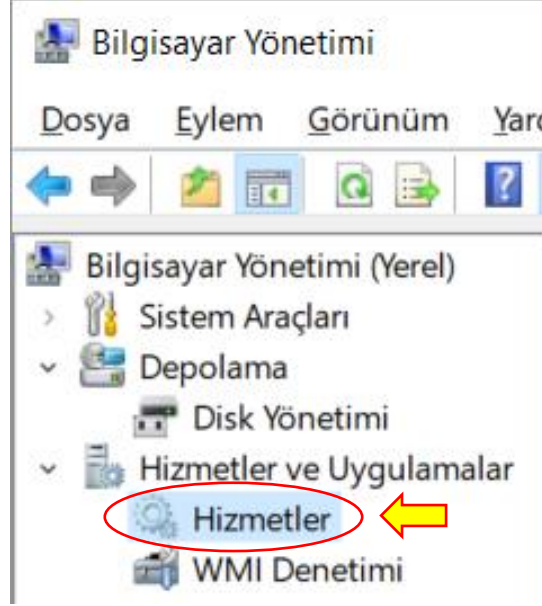 Bilgisayar Yönetimi
Dosya Eylem Görünüm
Bilgisayar Yönetimi (Yerel)
Sistem Araçları
Depolama
Disk Yönetimi
Hizmetler ve Uygulamalar
Hizmetler
WMI Denetimi